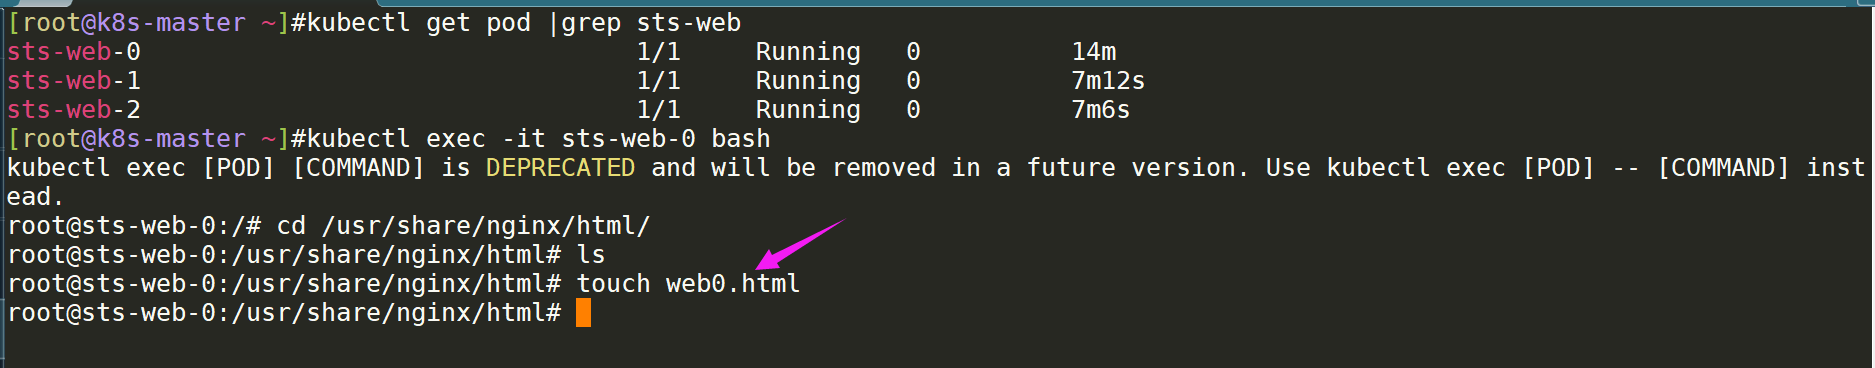 [root@k8s-master ~]#kubectl get pod |grep sts-web
sts-web-0                                 1/1     Running   0          14m
sts-web-1                                 1/1     Running   0          7m12s
sts-web-2                                 1/1     Running   0          7m6s
[root@k8s-master ~]#kubectl exec -it sts-web-0 bash
kubectl exec [POD] [COMMAND] is DEPRECATED and will be removed in a future version. Use kubectl exec [POD] -- [COMMAND] inst
ead.
root@sts-web-0:/# cd /usr/share/nginx/html/
root@sts-web-0:/usr/share/nginx/html# ls
root@sts-web-0:/usr/share/nginx/html# touch web0.html
root@sts-web-0:/usr/share/nginx/html#